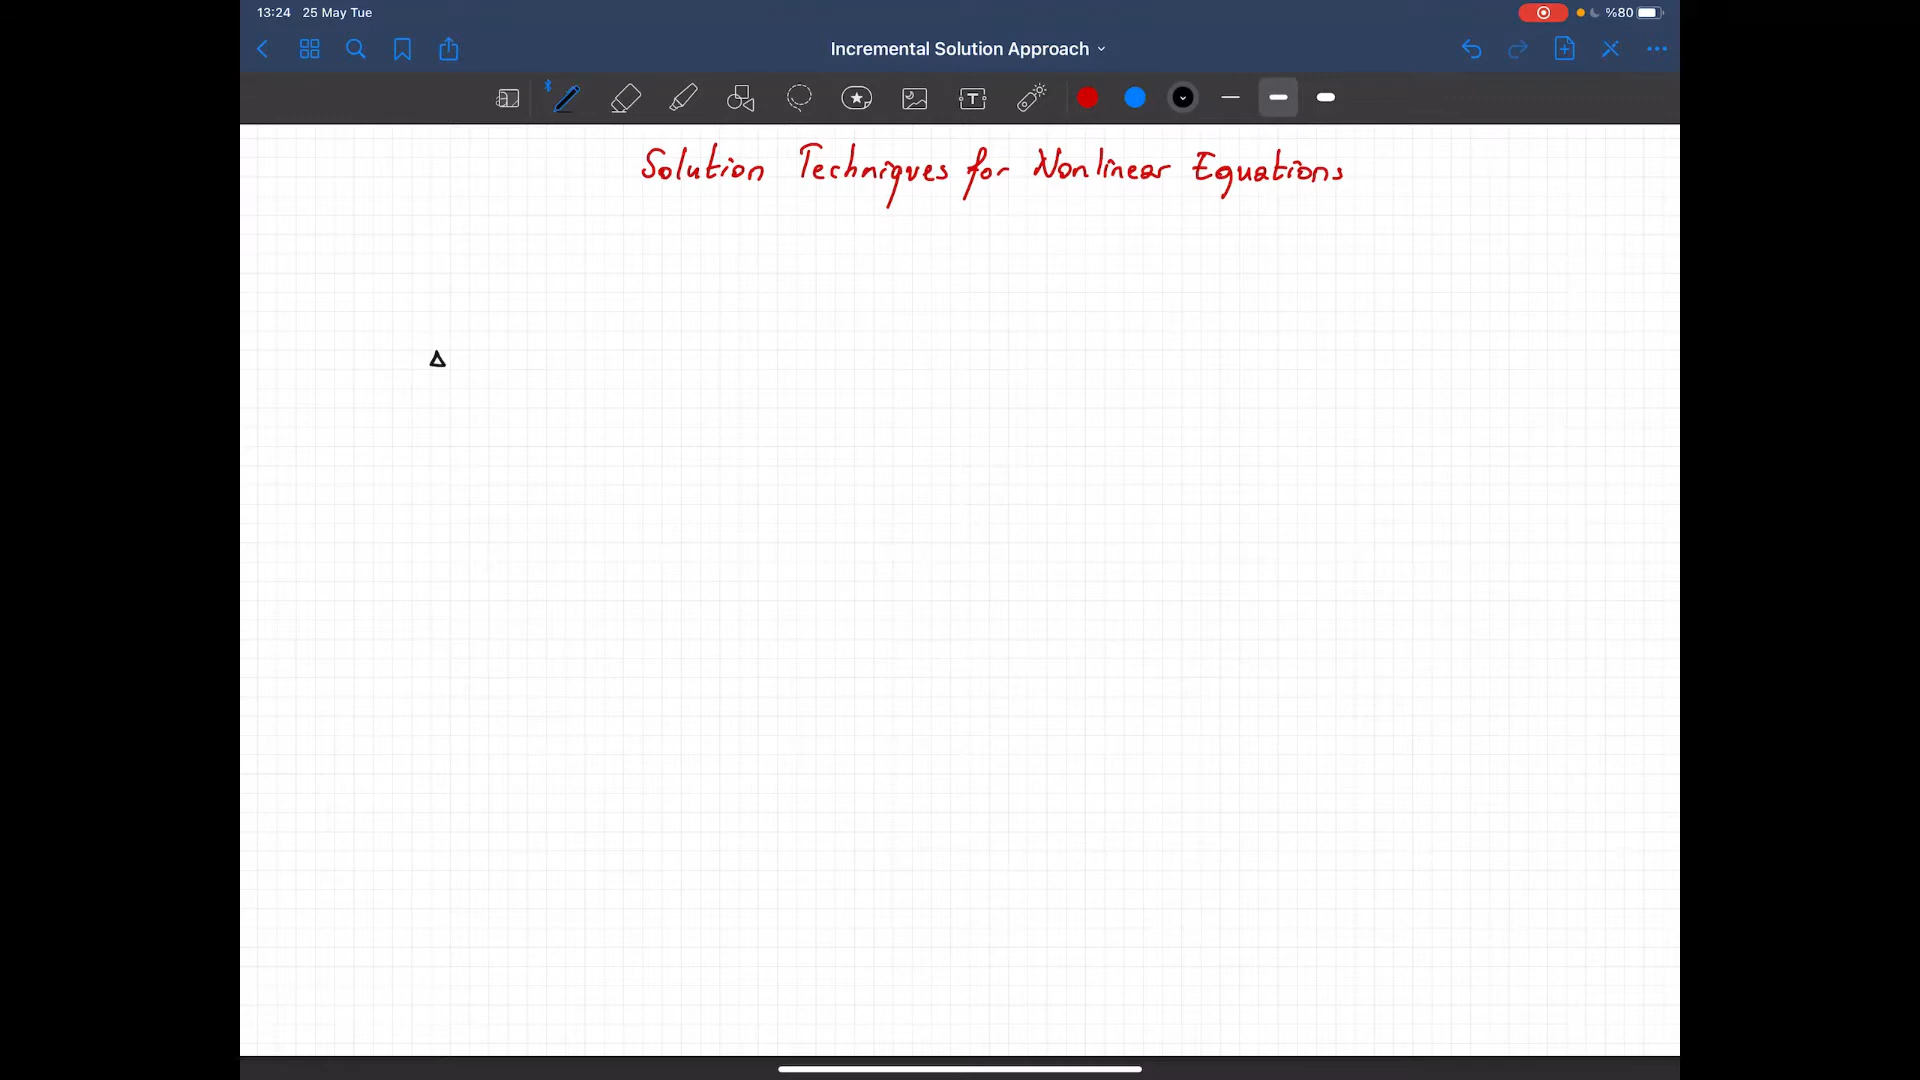 13:24 25 May Tue
%80
Incremental Solution Approach
T
Solution Techniques for Nonlinear Equations